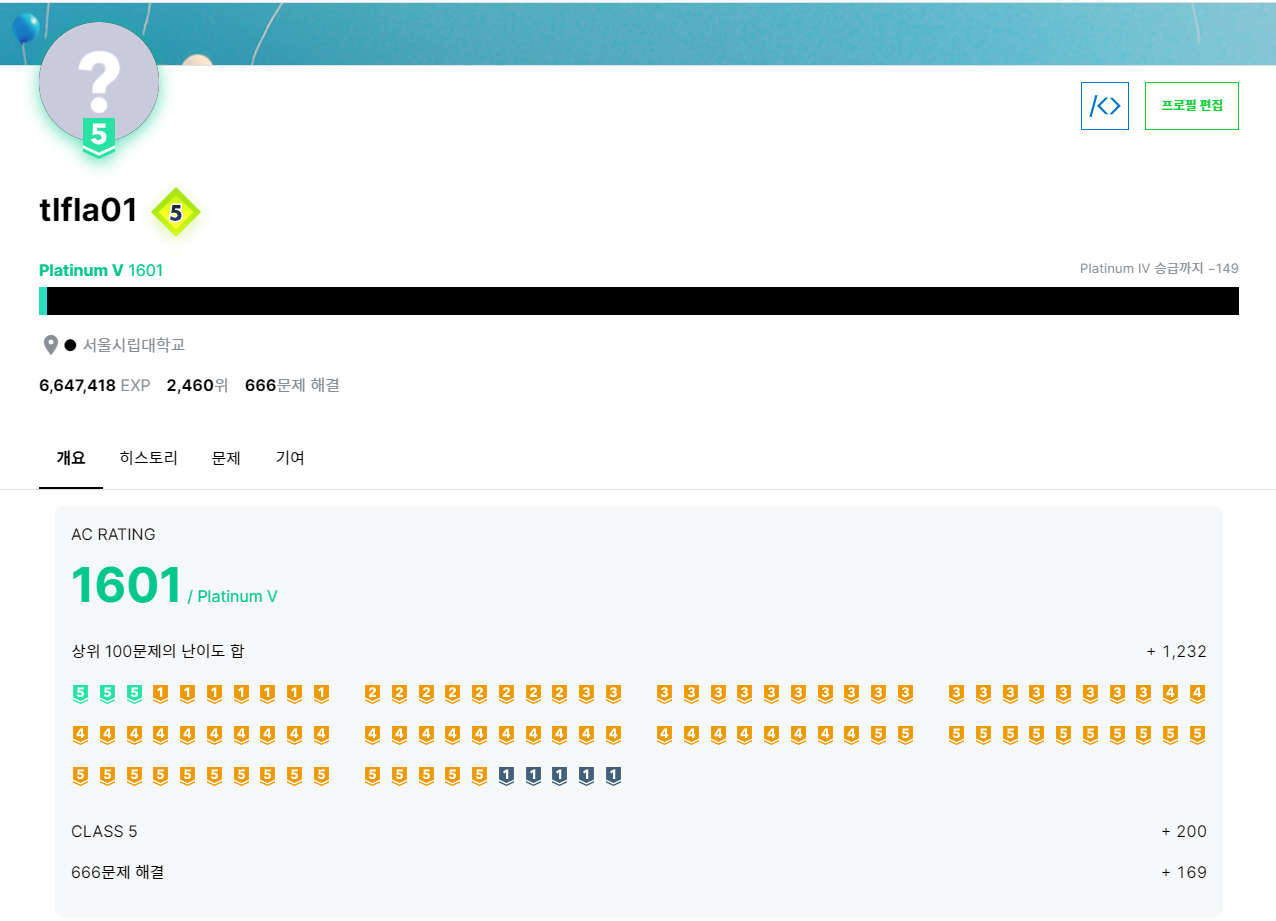 ?
5
/<>
프로필 편집
tlfla01 5
Platinum V 1601 Platinum IV 승급까지 −149
서울시립대학교
6,647,418 EXP 2,460위 666문제 해결
개요 히스토리 문제 기여
AC RATING
1601 / Platinum V
상위 100문제의 난이도 합 + 1,232
5 5 5 1 1 1 1 1 1 1 2 2 2 2 2 2 2 2 3 3 3 3 3 3 3 3 3 3 3 3 3 3 3 3 3 3 3 3 4 4
4 4 4 4 4 4 4 4 4 4 4 4 4 4 4 4 4 4 4 4 4 4 4 4 4 4 4 4 5 5 5 5 5 5 5 5 5 5 5 5
5 5 5 5 5 5 5 5 5 5 5 5 5 5 5 1 1 1 1 1
CLASS 5 + 200
666문제 해결 + 169